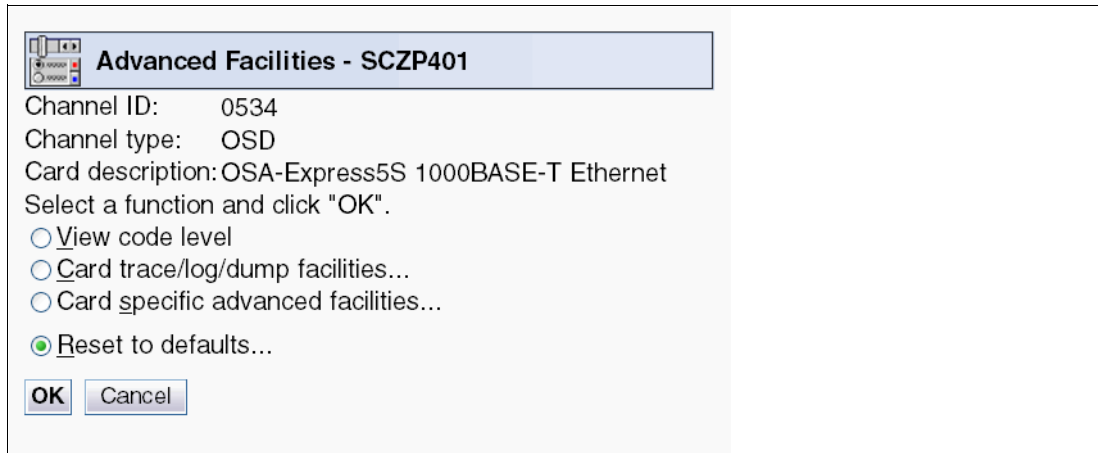 Advanced Facilities - SCZP401
Channel ID: 0534
Channel type: OSD
Card description: OSA-Express5S 1000BASE-T Ethernet
Select a function and click "OK".
View code level
Card trace/log/dump facilities...
Card specific advanced facilities...
Reset to defaults...
OK Cancel